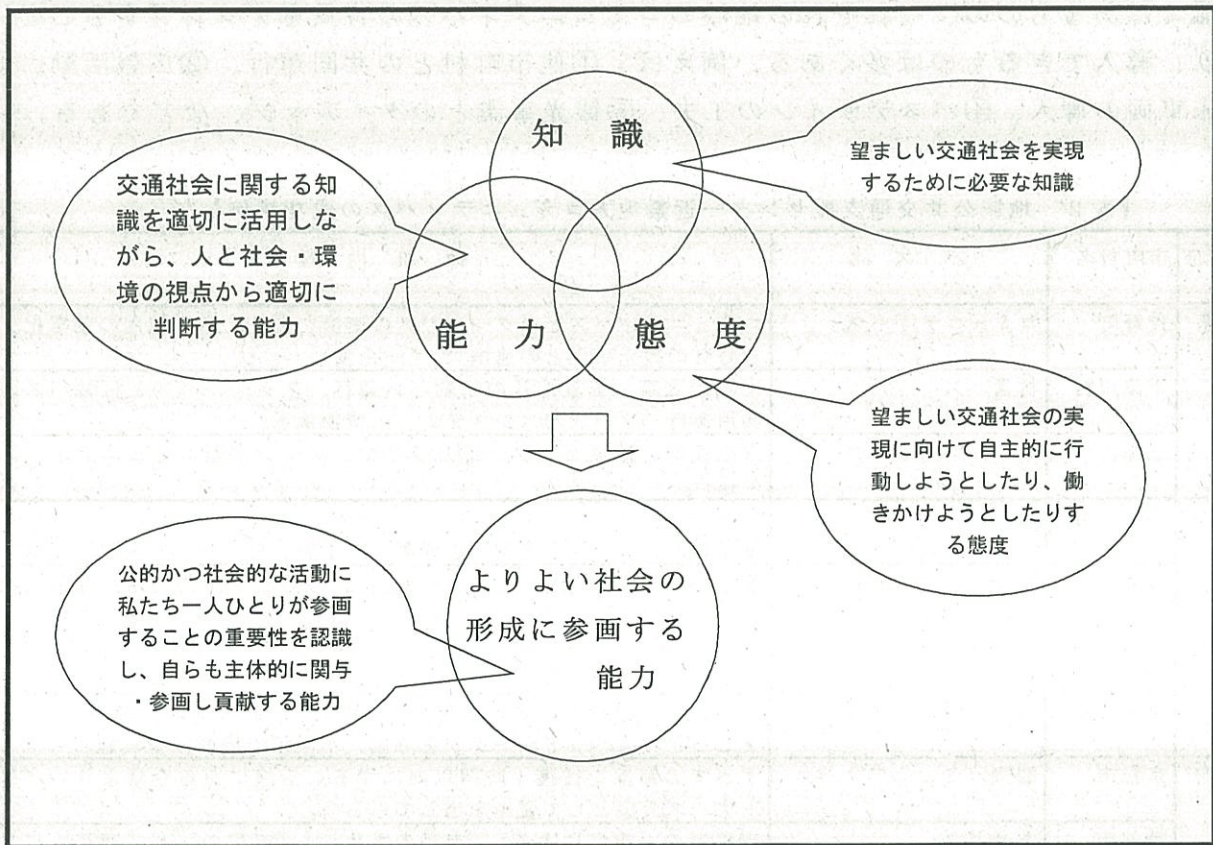 知 識
望ましい交通社会を実現
するために必要な知識
交通社会に関する知
識を適切に活用しな
がら、人と社会・環
境の視点から適切に
判断する能力
能 力
態 度
望ましい交通社会の実
現に向けて自主的に行
動しようとしたり、働
きかけようとしたりす
る態度
公的かつ社会的な活動に
私たち一人ひとりが参画
することの重要性を認識
し、自らも主体的に関与
・参画し貢献する能力
よりよい社会の
形成に参画する
能力